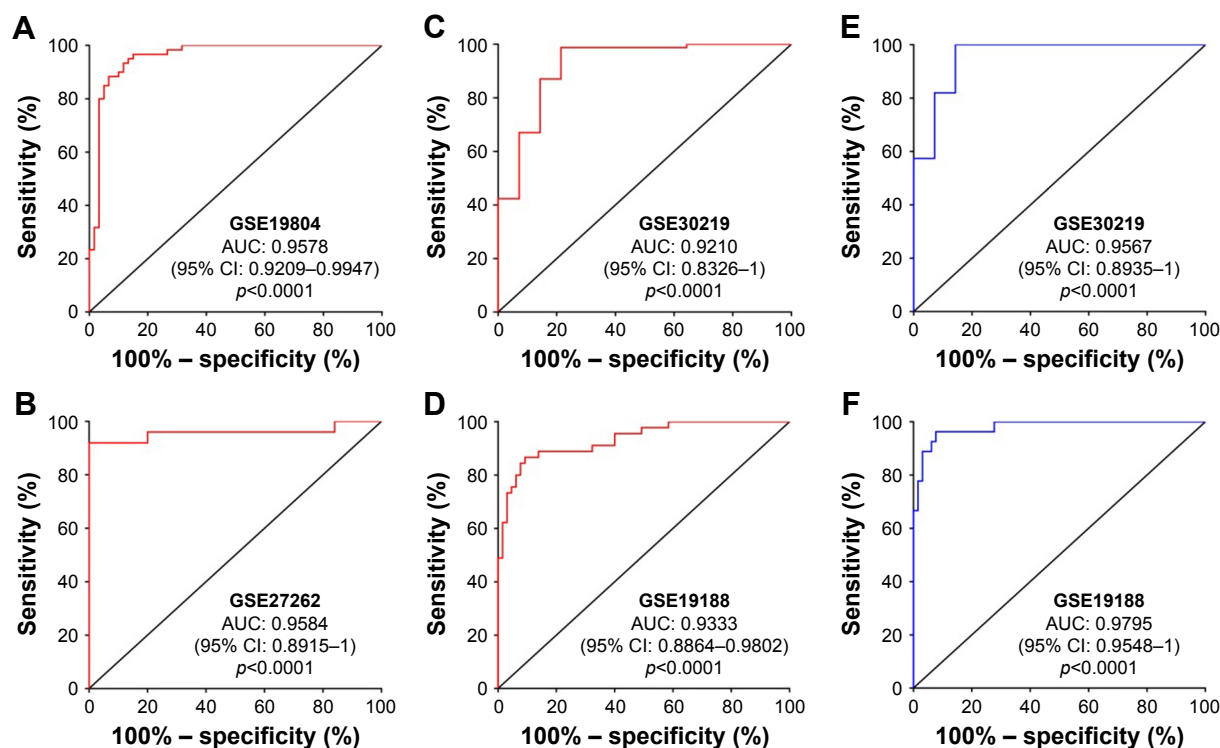 A
Sensitivity (%)
100
80
60
40
20
0
GSE19804
AUC: 0.9578
(95% CI: 0.9209–0.9947)
p<0.0001
0 20 40 60 80 100
100% – specificity (%)
C
Sensitivity (%)
100
80
60
40
20
0
GSE30219
AUC: 0.9210
(95% CI: 0.8326–1)
p<0.0001
0 20 40 60 80 100
100% – specificity (%)
E
Sensitivity (%)
100
80
60
40
20
0
GSE30219
AUC: 0.9567
(95% CI: 0.8935–1)
p<0.0001
0 20 40 60 80 100
100% – specificity (%)
B
Sensitivity (%)
100
80
60
40
20
0
GSE27262
AUC: 0.9584
(95% CI: 0.8915–1)
p<0.0001
0 20 40 60 80 100
100% – specificity (%)
D
Sensitivity (%)
100
80
60
40
20
0
GSE19188
AUC: 0.9333
(95% CI: 0.8864–0.9802)
p<0.0001
0 20 40 60 80 100
100% – specificity (%)
F
Sensitivity (%)
100
80
60
40
20
0
GSE19188
AUC: 0.9795
(95% CI: 0.9548–1)
p<0.0001
0 20 40 60 80 100
100% – specificity (%)